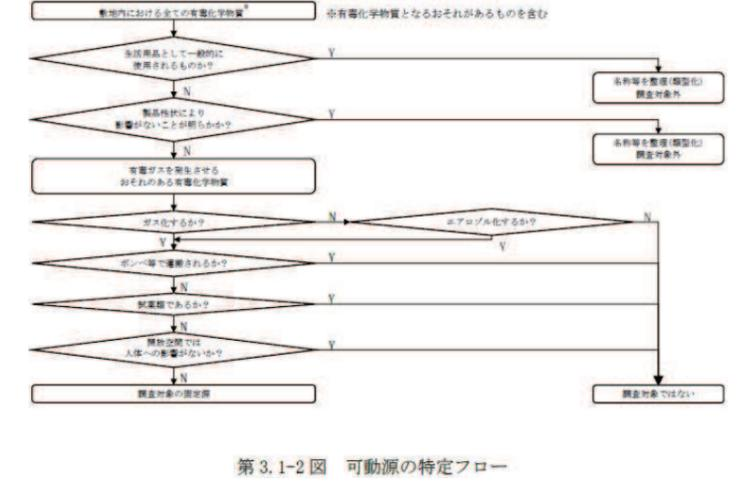 敷地内における全ての有毒化学物質※
※有毒化学物質となるおそれがあるものを含む
生活用品として一般的に
使用されるものか?
Y
名称等を整理(類型化)
調査対象外
N
製品性状により
影響がないことが明らかか?
Y
名称等を整理(類型化)
調査対象外
N
有毒ガスを発生させる
おそれのある有毒化学物質
ガス化するか?
N
エアロゾル化するか?
N
Y
Y
ボンベ等で運搬されるか?
Y
N
試薬類であるか?
Y
N
開放空間では
人体への影響がないか?
Y
N
調査対象の固定源
調査対象ではない
第 3.1-2 図 可動源の特定フロー